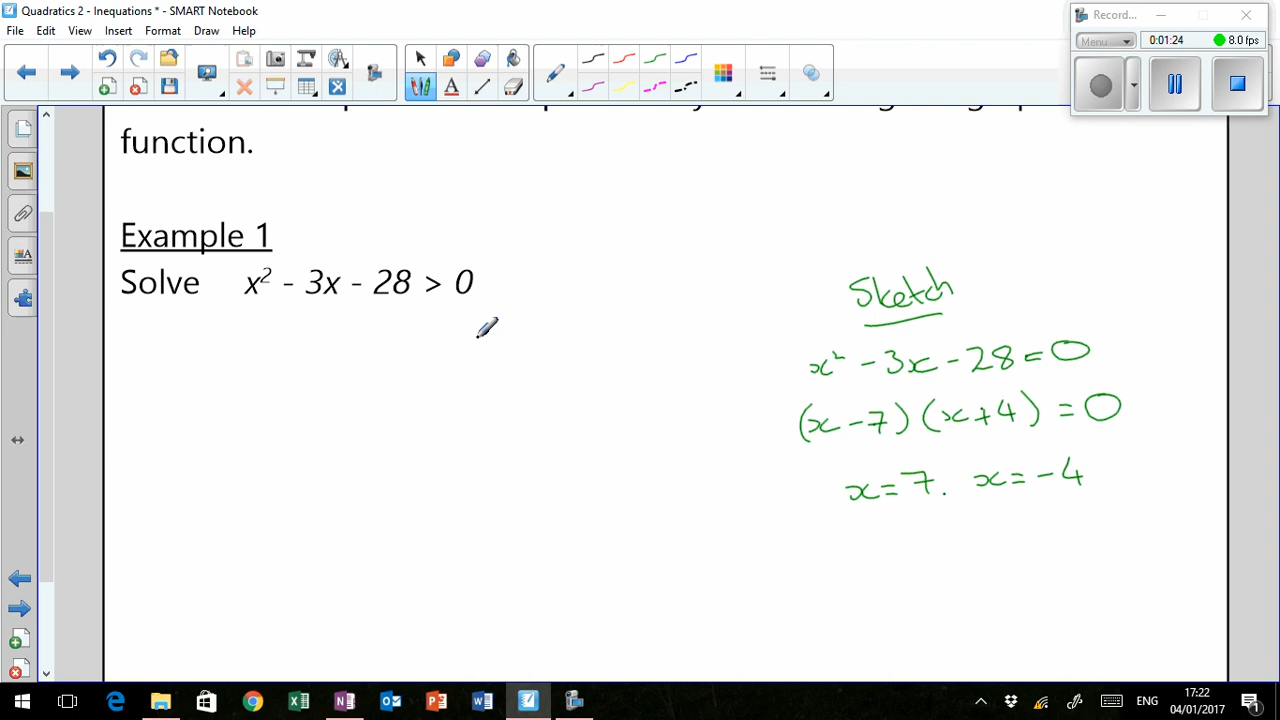 Quadratics 2 - Inequations * - SMART Notebook
File Edit View Insert Format Draw Help
Record...
Menu
0:01:24
8.0 fps
function.
Example 1
Solve x² - 3x - 28 > 0
Sketch
x² - 3x - 28 = 0
(x - 7) (x + 4) = 0
x = 7. x = -4
ENG
17:22
04/01/2017